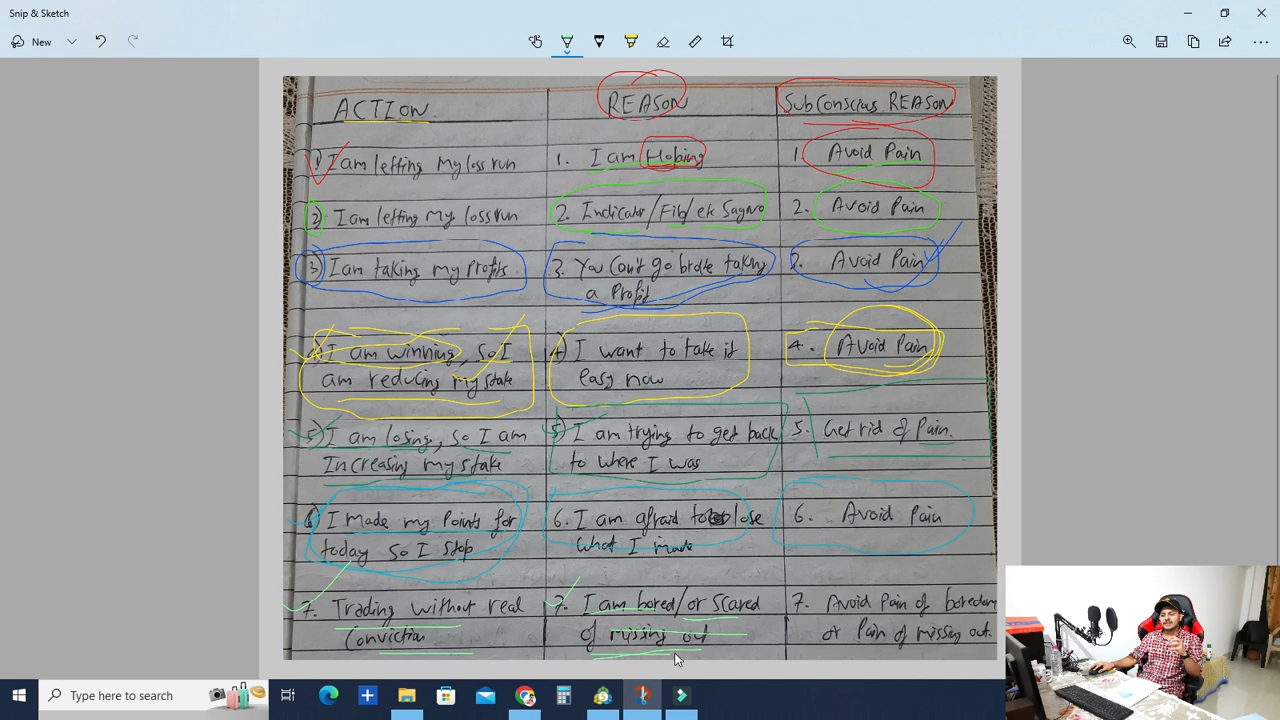 Snip & Sketch
New
ACTION
REASON
Subconscius REASON
1) I am letting My loss run
1. I am Hoping
1 Avoid Pain
2) I am letting my loss run
2. Indicator/Fib/ek Sagno
2. Avoid Pain
3) I am taking my Profits
3. You Can't go broke taking
a Profit
3. Avoid Pain
4) I am winning, so I
am reducing my stake
4) I want to take it
easy now
4. Avoid Pain
5) I am losing, so I am
Increasing my stake
5) I am trying to get back
to where I was
5. Get rid of Pain.
6) I made my Points for
today so I stop
6. I am afraid to lose
what I made
6. Avoid Pain
7. Trading without real
Conviction
7. I am bored/or scared
of missing out
7. Avoid Pain of boredom
or Pain of missing out.
Type here to search